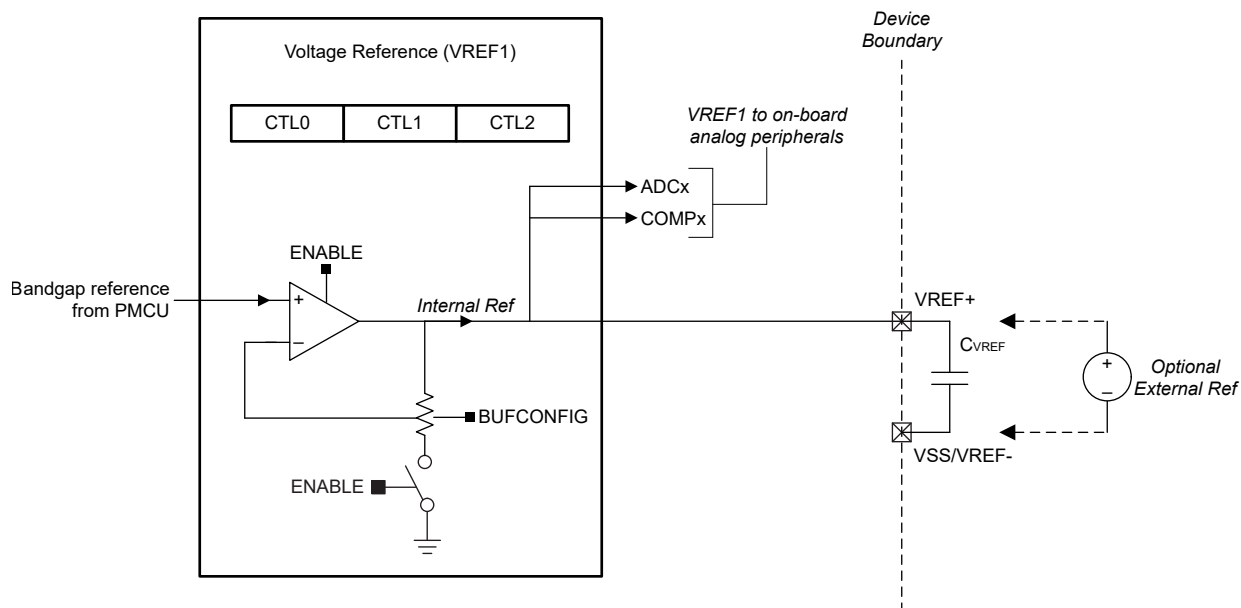 Device
Boundary
Voltage Reference (VREF1)
CTL0 CTL1 CTL2
VREF1 to on-board
analog peripherals
ADCx
COMPx
ENABLE
Bandgap reference
from PMCU
+
−
Internal Ref
VREF+
CVREF
+
−
Optional
External Ref
BUFCONFIG
VSS/VREF-
ENABLE